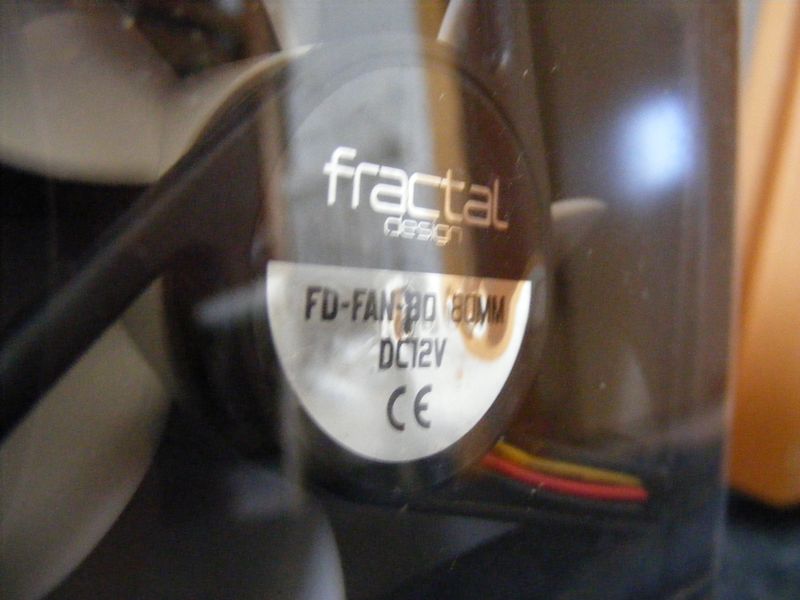 fractal
design
FD-FAN-80 80MM
DC12V
CE